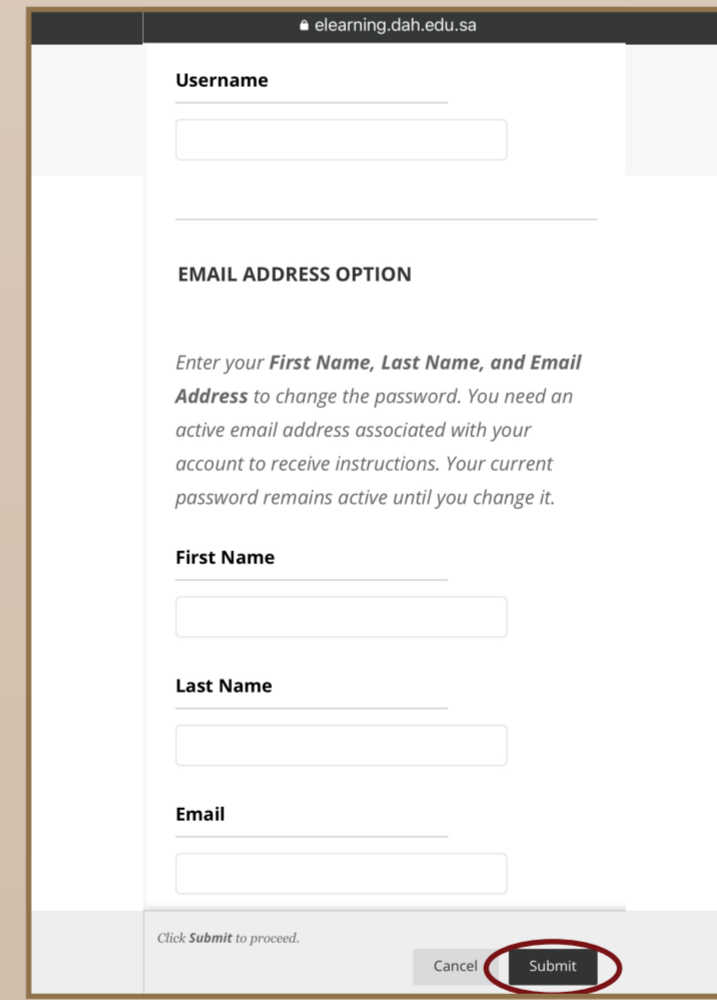 elearning.dah.edu.sa
Username
EMAIL ADDRESS OPTION
Enter your First Name, Last Name, and Email
Address to change the password. You need an
active email address associated with your
account to receive instructions. Your current
password remains active until you change it.
First Name
Last Name
Email
Click Submit to proceed.
Cancel Submit